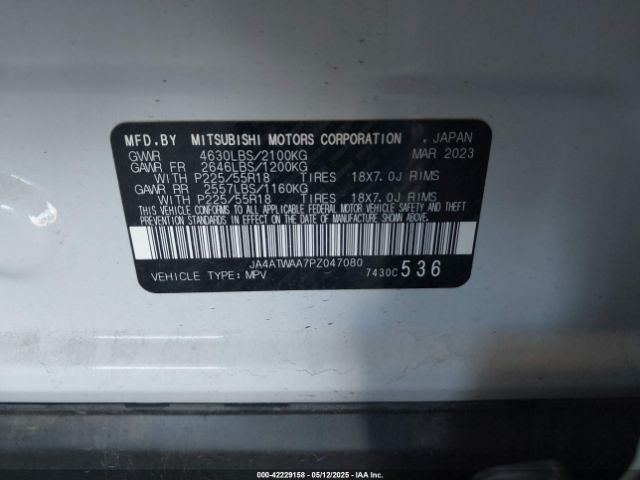 MFD.BY MITSUBISHI MOTORS CORPORATION . JAPAN
GVWR 4630LBS/2100KG MAR 2023
GAWR FR 2646LBS/1200KG
WITH P225/55R18 TIRES 18X7.0J RIMS
GAWR RR 2557LBS/1160KG
WITH P225/55R18 TIRES 18X7.0J RIMS
THIS VEHICLE CONFORMS TO ALL APPLICABLE FEDERAL MOTOR VEHICLE SAFETY AND THEFT
PREVENTION STANDARDS IN EFFECT ON THE DATE OF MANUFACTURE SHOWN ABOVE.
JA4ATWAA7PZ047080
VEHICLE TYPE: MPV 7430C 536
000-42229158 - 05/12/2025 - IAA Inc.